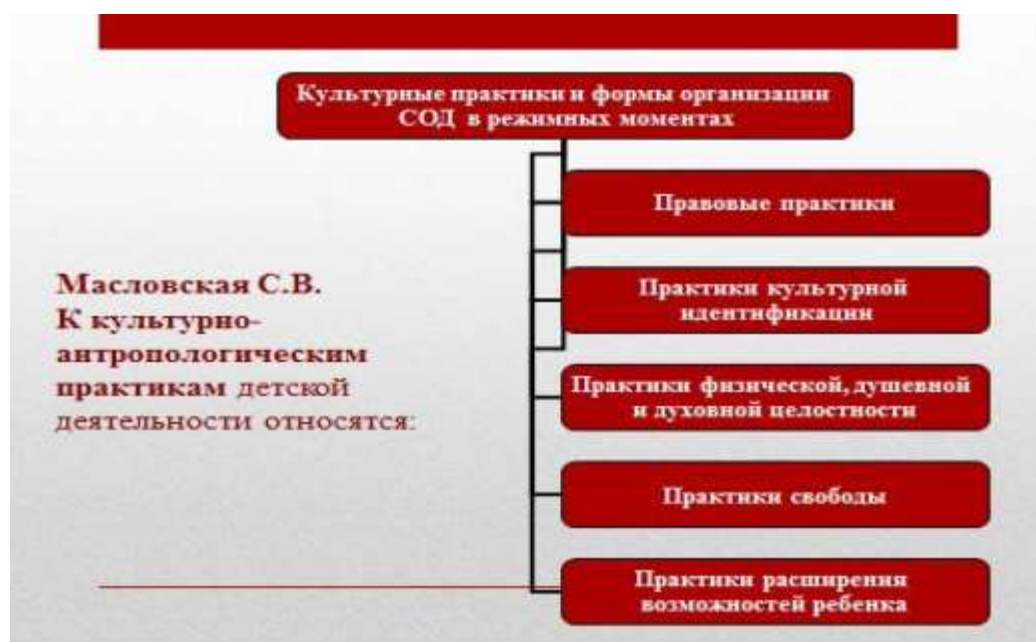 Культурные практики и формы организации
СОД в режимных моментах
Масловская С.В.
К культурно-
антропологическим
практикам детской
деятельности относятся:
Правовые практики
Практики культурной
идентификации
Практики физической, душевной
и духовной целостности
Практики свободы
Практики расширения
возможностей ребенка